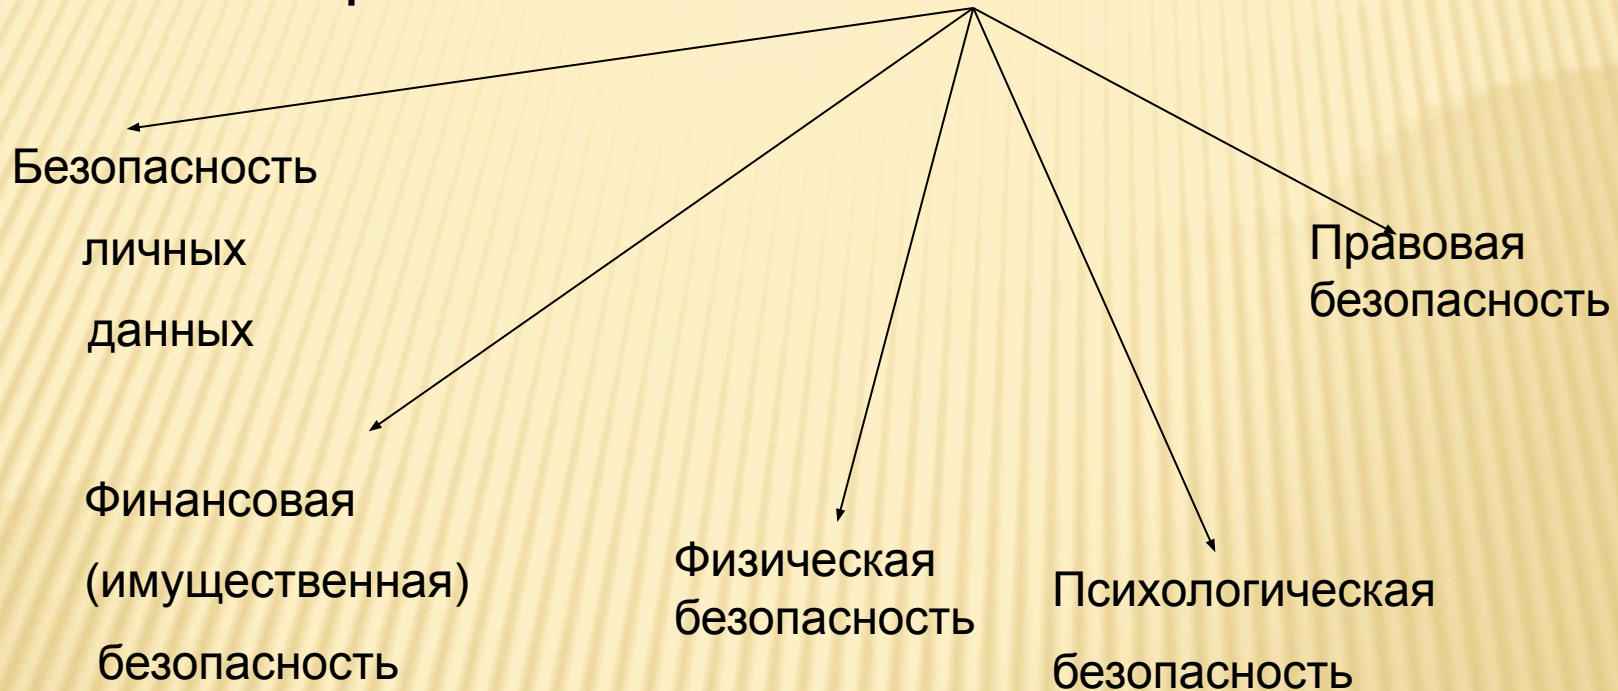 Безопасность
личных
данных
Правовая
безопасность
Финансовая
(имущественная)
безопасность
Физическая
безопасность
Психологическая
безопасность